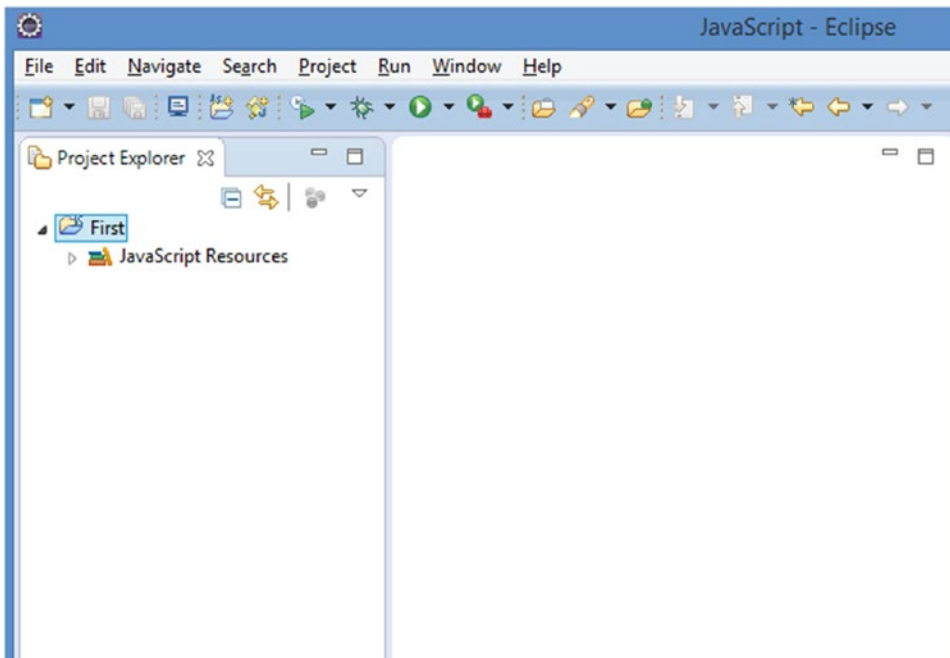 JavaScript - Eclipse
File Edit Navigate Search Project Run Window Help
Project Explorer
First
JavaScript Resources